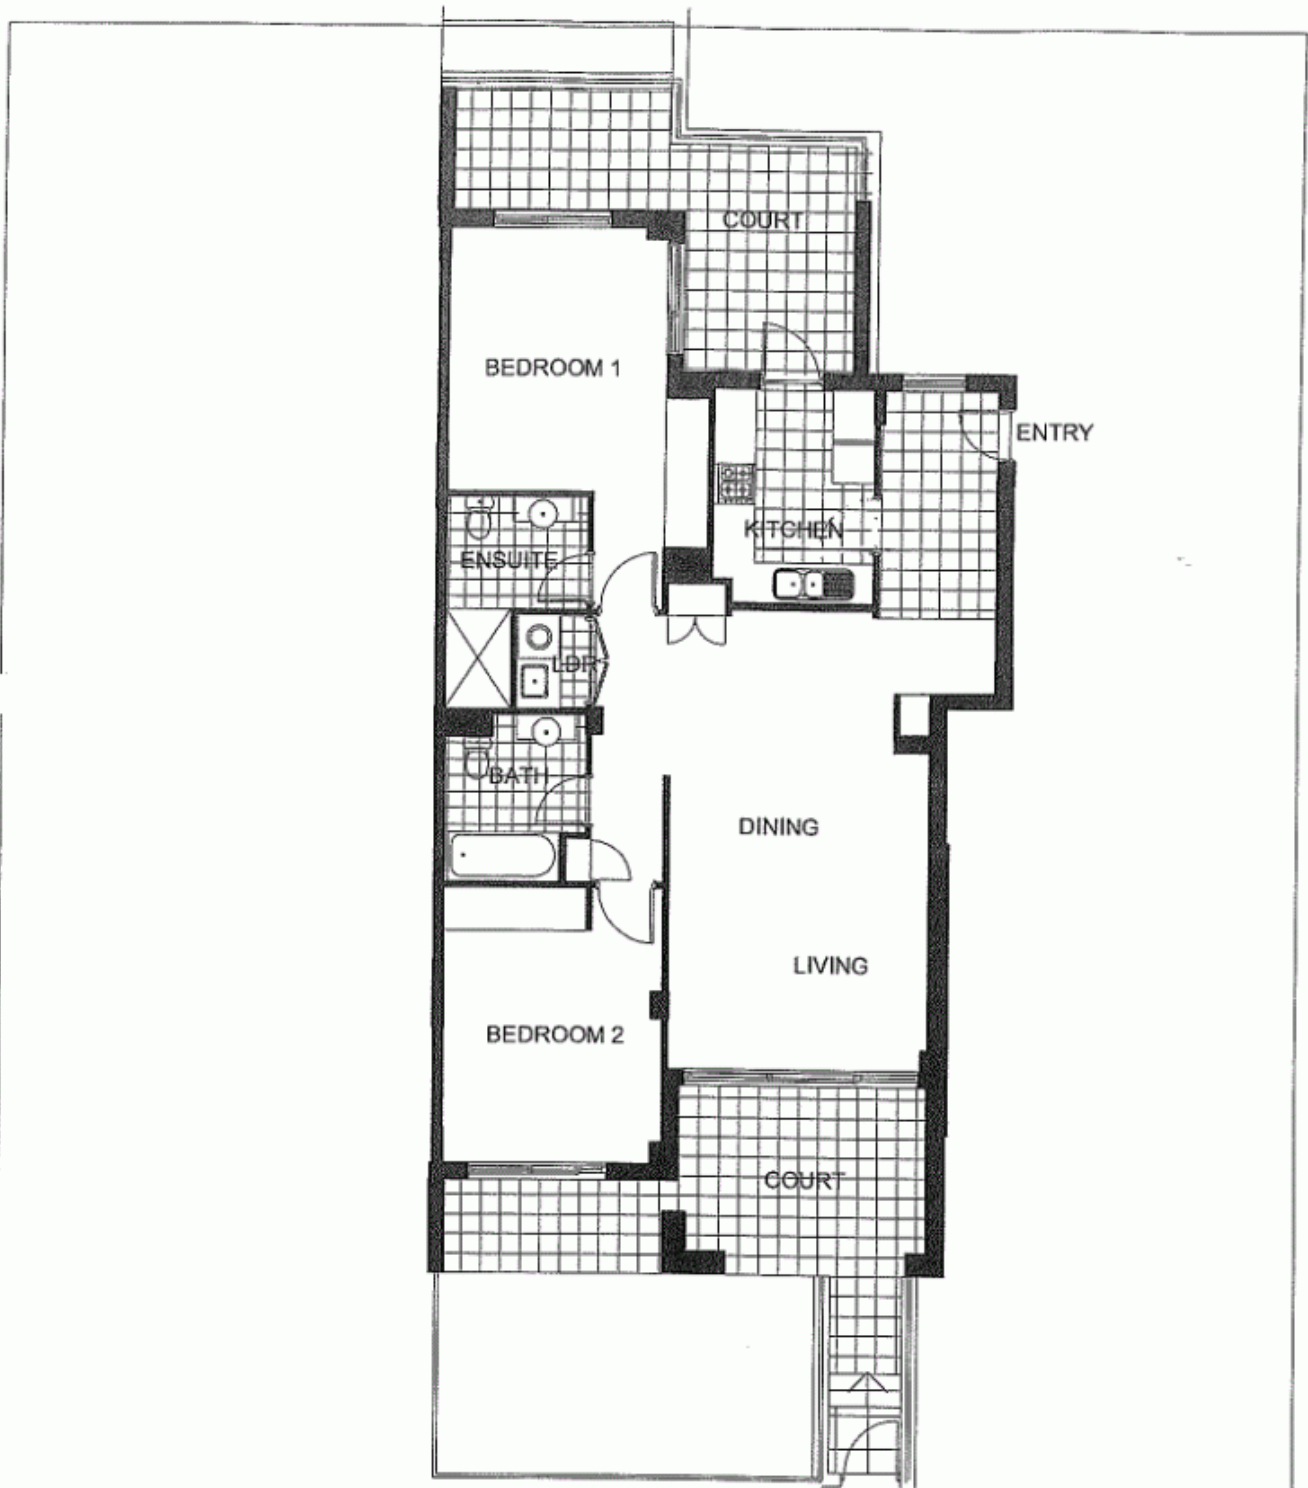 COURT
BEDROOM 1
ENTRY
KITCHEN
ENSUITE
LDR
BATH
DINING
LIVING
BEDROOM 2
COURT